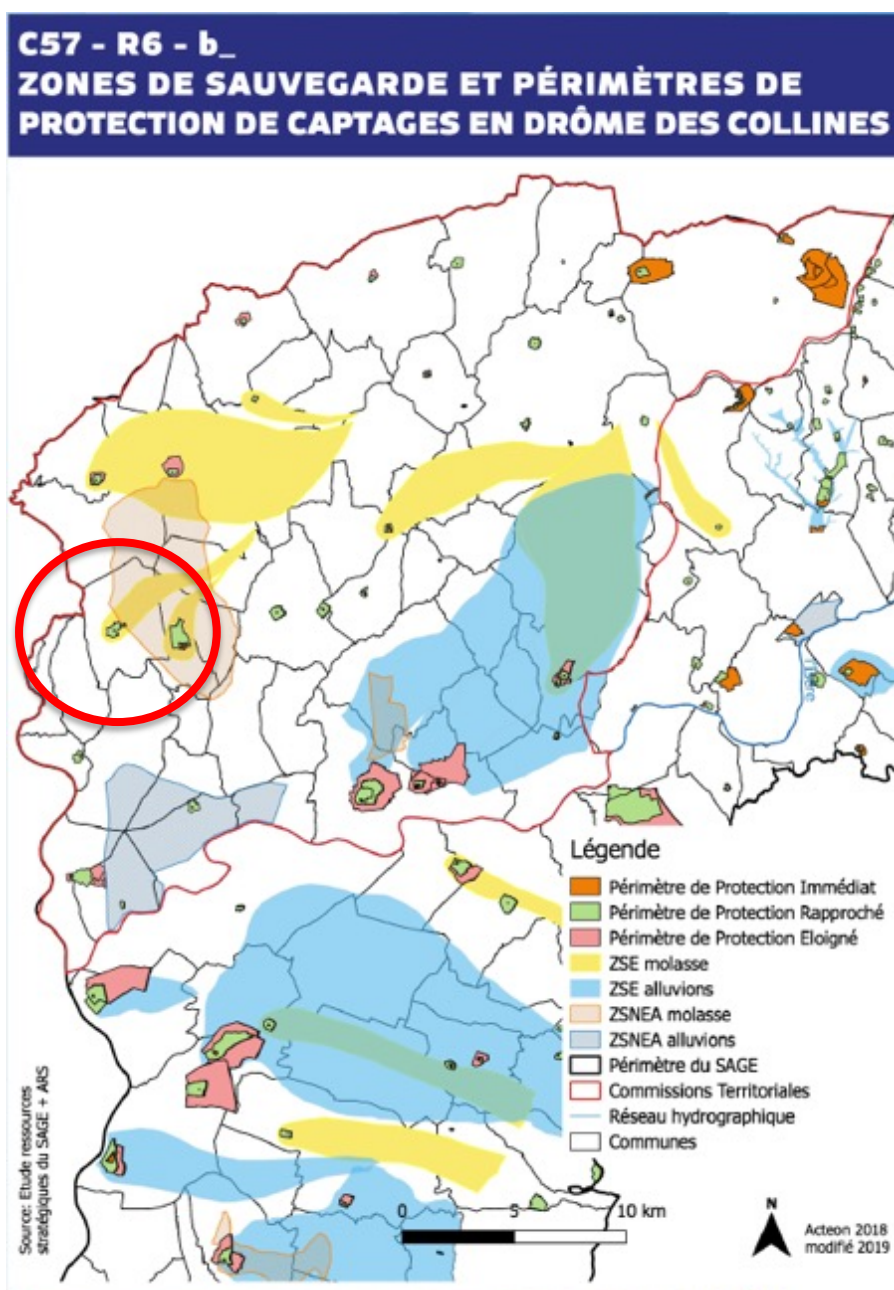 C57 - R6 - b_
ZONES DE SAUVEGARDE ET PÉRIMÈTRES DE
PROTECTION DE CAPTAGES EN DRÔME DES COLLINES
l'Isère
Légende
Périmètre de Protection Immédiat
Périmètre de Protection Rapproché
Périmètre de Protection Eloigné
ZSE molasse
ZSE alluvions
ZSNEA molasse
ZSNEA alluvions
Périmètre du SAGE
Commissions Territoriales
Réseau hydrographique
Communes
Source: Etude ressources
stratégiques du SAGE + ARS
0 5 10 km
N
Acteon 2018
modifié 2019